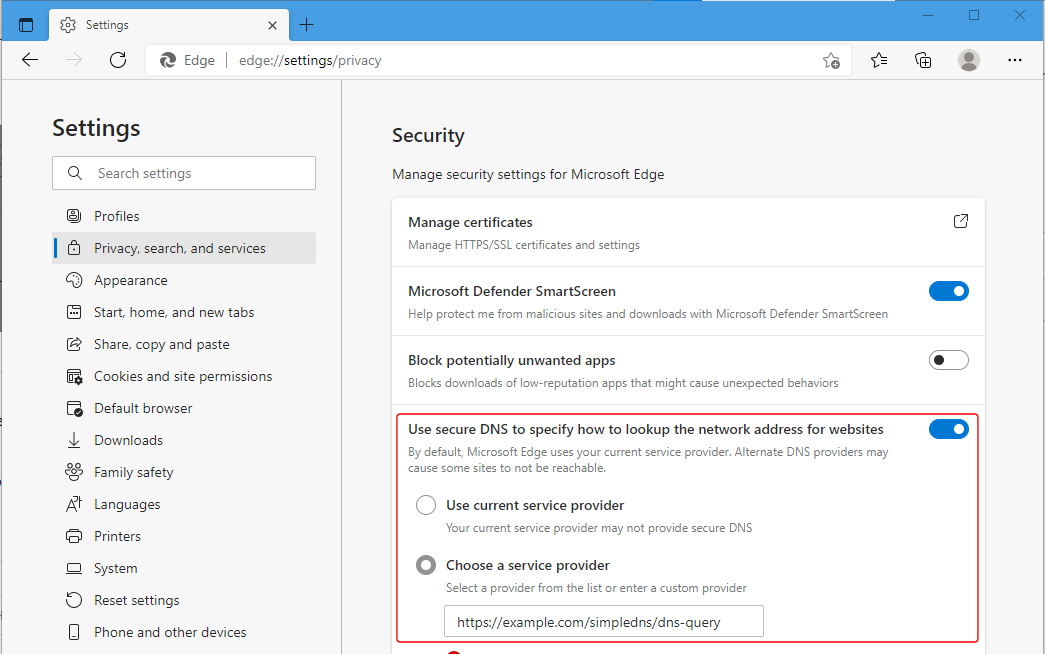 Settings
Edge
edge://settings/privacy
Settings
Search settings
Profiles
Privacy, search, and services
Appearance
Start, home, and new tabs
Share, copy and paste
Cookies and site permissions
Default browser
Downloads
Family safety
Languages
Printers
System
Reset settings
Phone and other devices
Security
Manage security settings for Microsoft Edge
Manage certificates
Manage HTTPS/SSL certificates and settings
Microsoft Defender SmartScreen
Help protect me from malicious sites and downloads with Microsoft Defender SmartScreen
Block potentially unwanted apps
Blocks downloads of low-reputation apps that might cause unexpected behaviors
Use secure DNS to specify how to lookup the network address for websites
By default, Microsoft Edge uses your current service provider. Alternate DNS providers may
cause some sites to not be reachable.
Use current service provider
Your current service provider may not provide secure DNS
Choose a service provider
Select a provider from the list or enter a custom provider
https://example.com/simpledns/dns-query